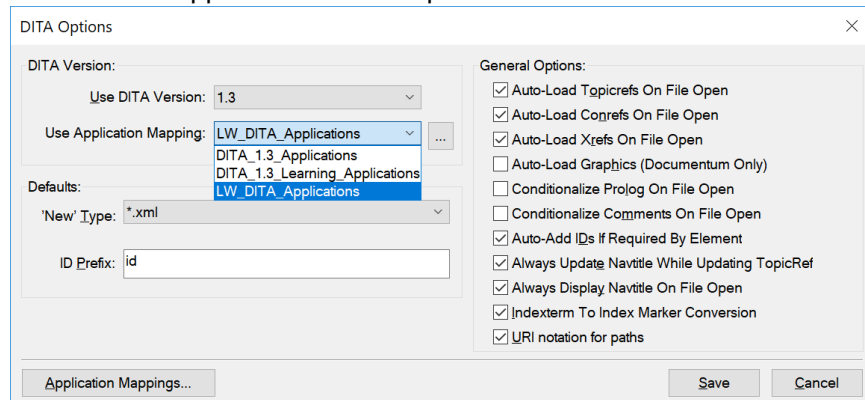 DITA Options
DITA Version:
Use DITA Version: 1.3
Use Application Mapping: LW_DITA_Applications ...
DITA_1.3_Applications
DITA_1.3_Learning_Applications
LW_DITA_Applications
Defaults:
'New' Type: *.xml
ID Prefix: id
General Options:
Auto-Load Topicrefs On File Open
Auto-Load Conrefs On File Open
Auto-Load Xrefs On File Open
Auto-Load Graphics (Documentum Only)
Conditionalize Prolog On File Open
Conditionalize Comments On File Open
Auto-Add IDs If Required By Element
Always Update Navtitle While Updating TopicRef
Always Display Navtitle On File Open
Indexterm To Index Marker Conversion
URI notation for paths
Application Mappings... Save Cancel